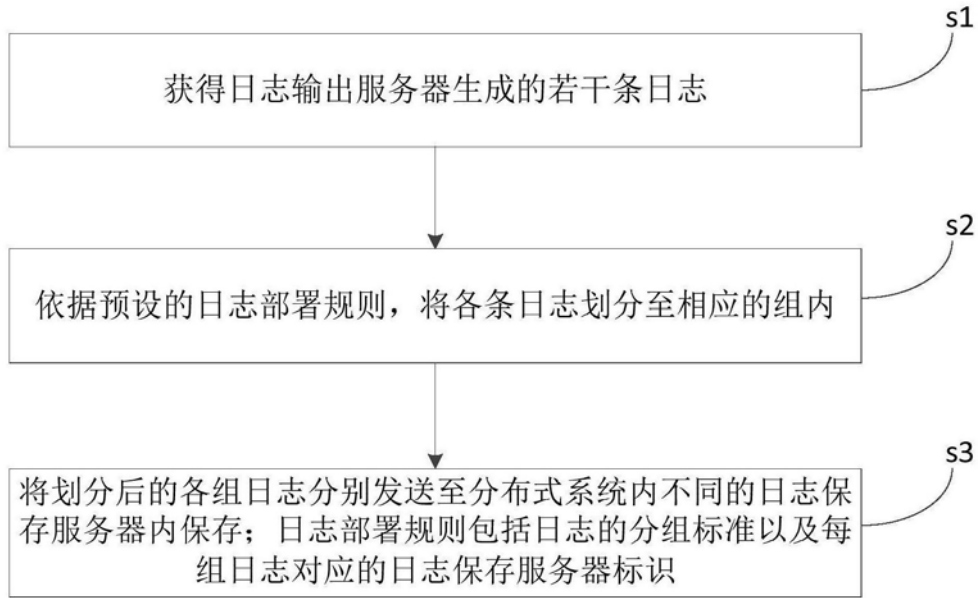 s1
获得日志输出服务器生成的若干条日志
s2
依据预设的日志部署规则，将各条日志划分至相应的组内
s3
将划分后的各组日志分别发送至分布式系统内不同的日志保
存服务器内保存；日志部署规则包括日志的分组标准以及每
组日志对应的日志保存服务器标识